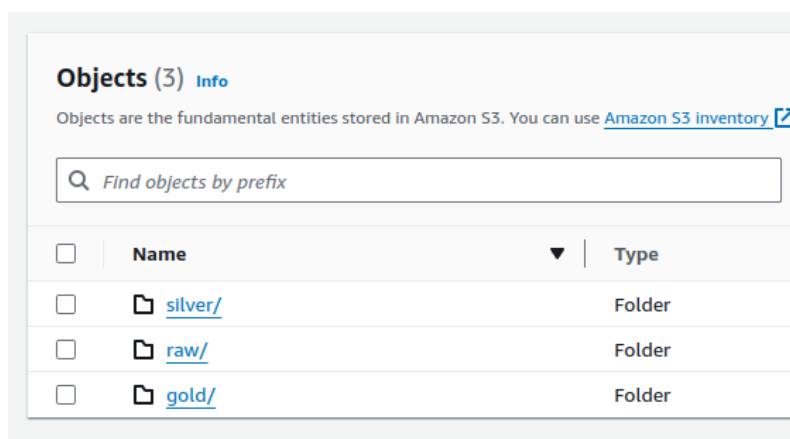 Objects (3) Info
Objects are the fundamental entities stored in Amazon S3. You can use Amazon S3 inventory
Find objects by prefix
Name Type
silver/ Folder
raw/ Folder
gold/ Folder